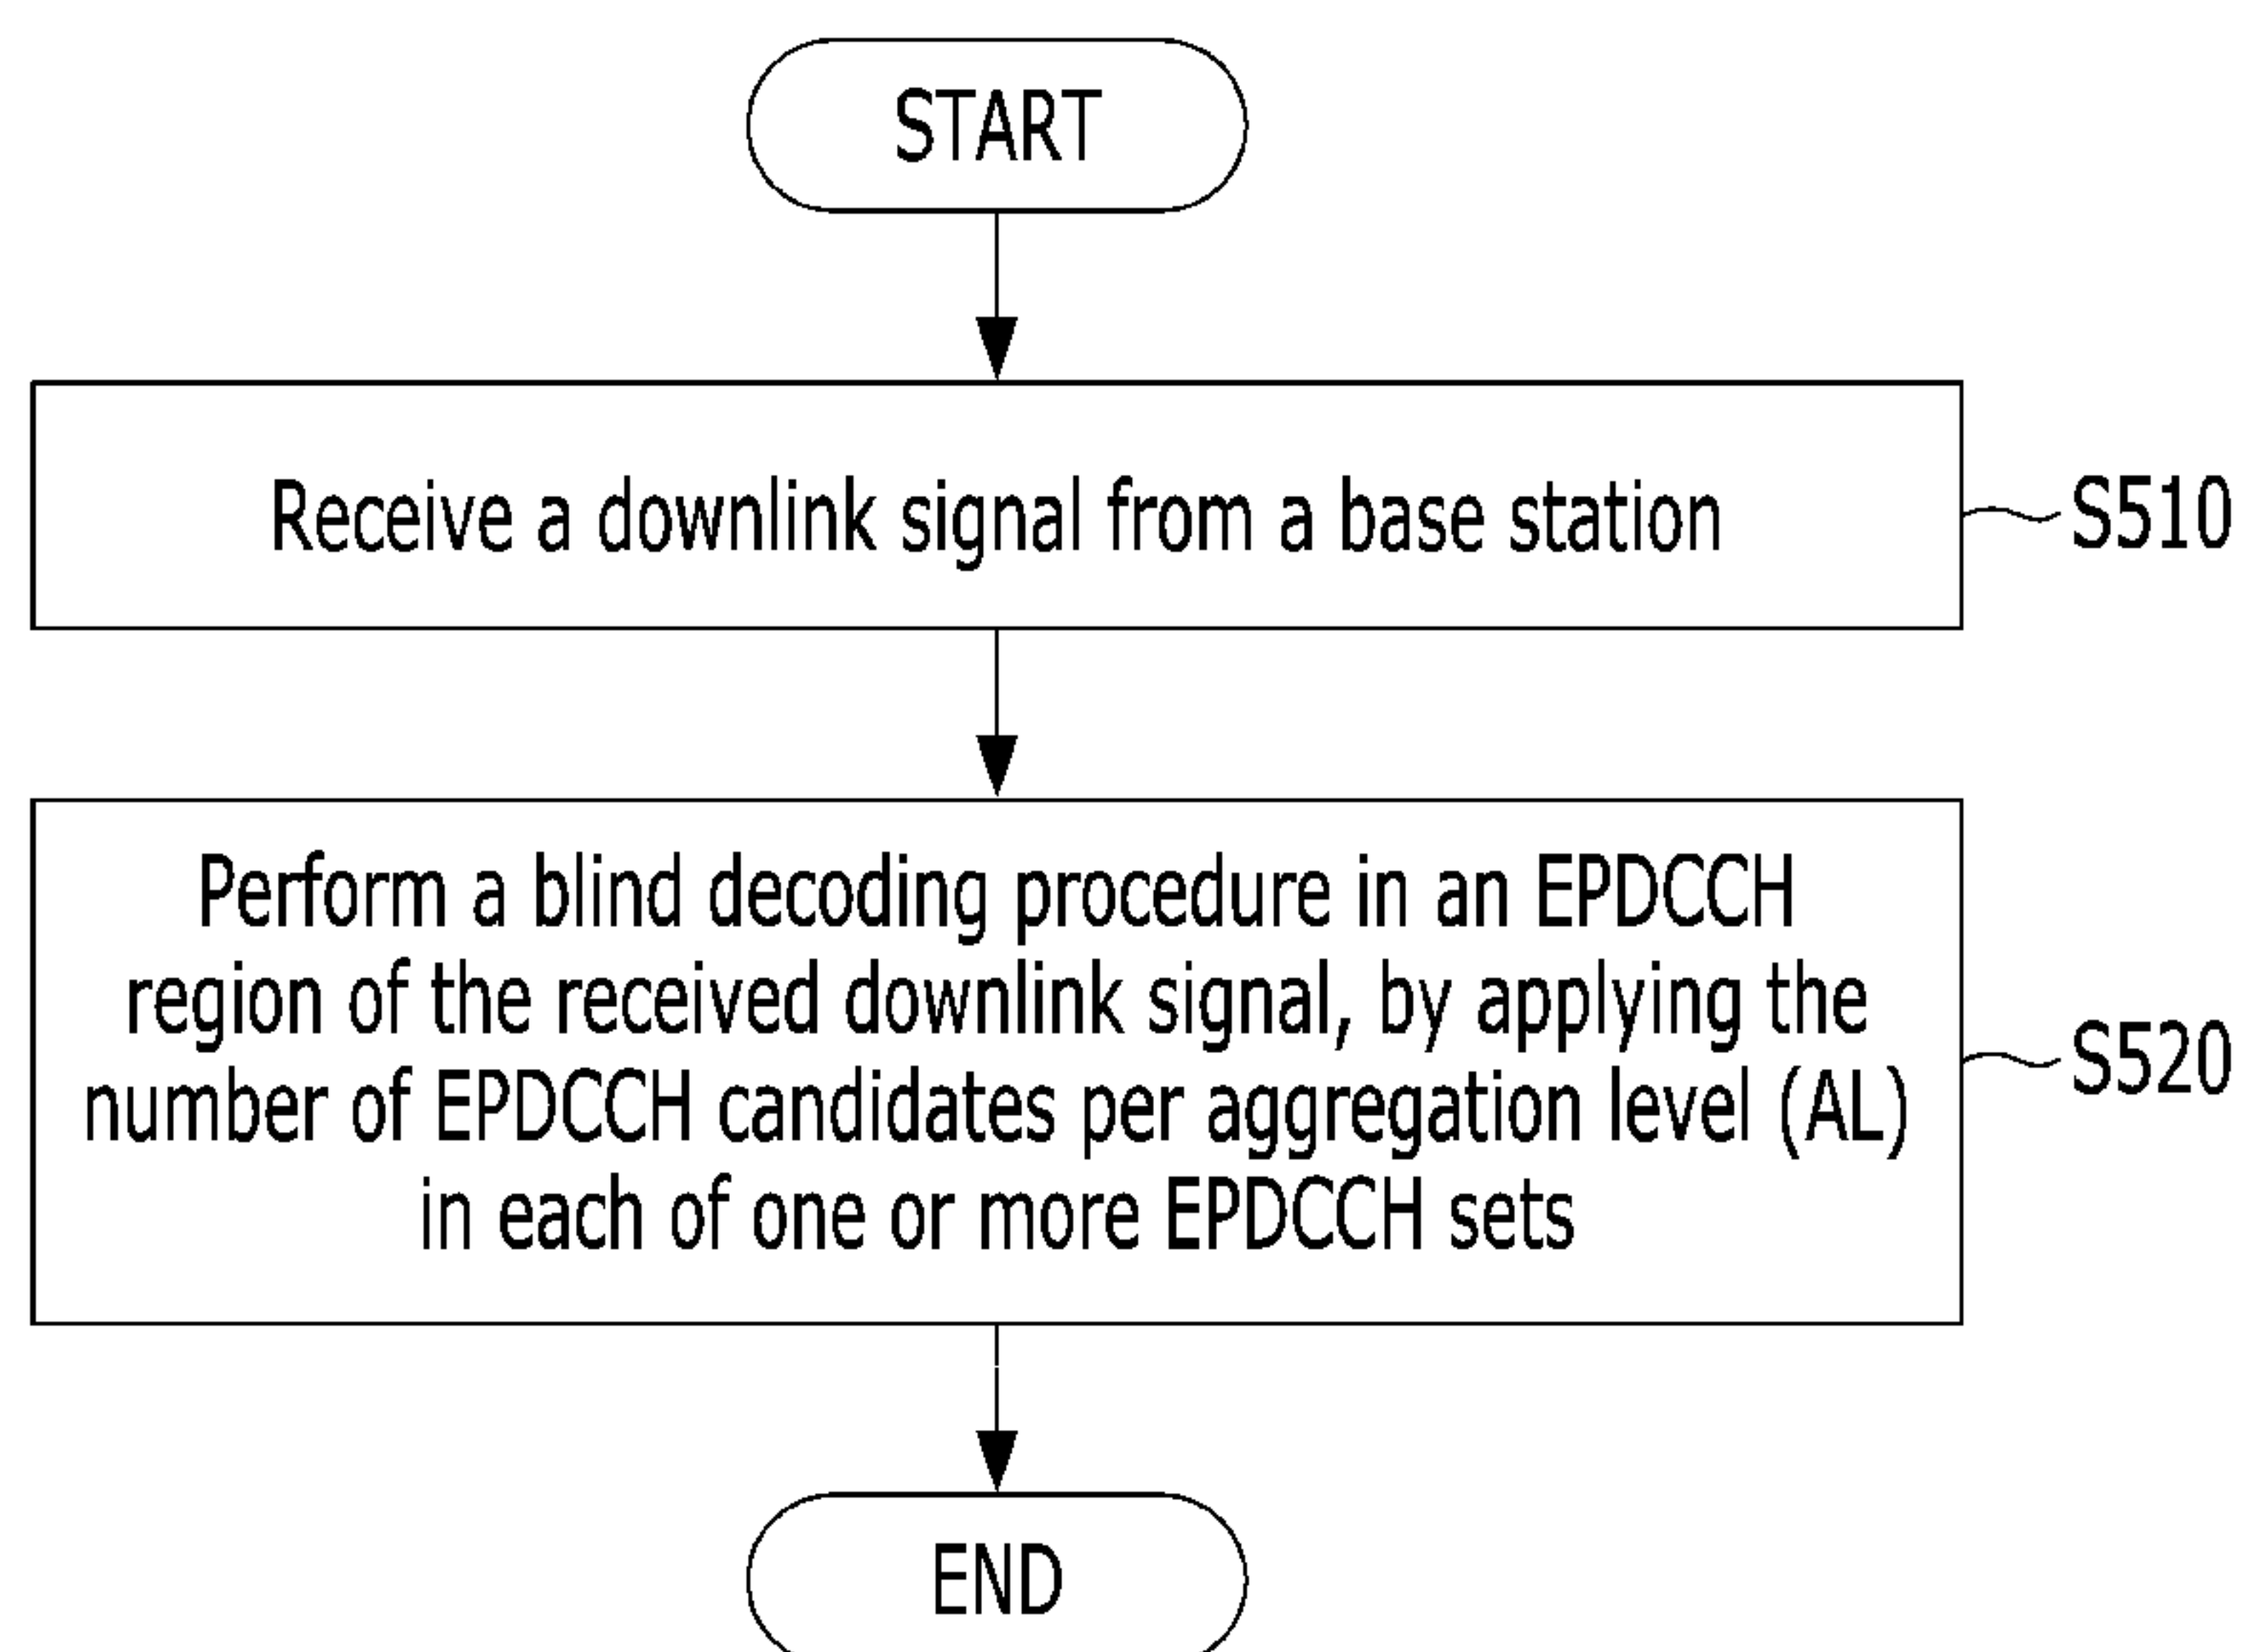 START
Receive a downlink signal from a base station
S510
Perform a blind decoding procedure in an EPDCCH
region of the received downlink signal, by applying the
number of EPDCCH candidates per aggregation level (AL)
in each of one or more EPDCCH sets
S520
END